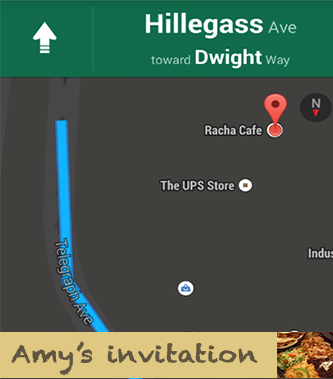 Hillegass Ave
toward Dwight Way
N
Racha Cafe
The UPS Store
Indus
Telegraph Ave
Amy's invitation